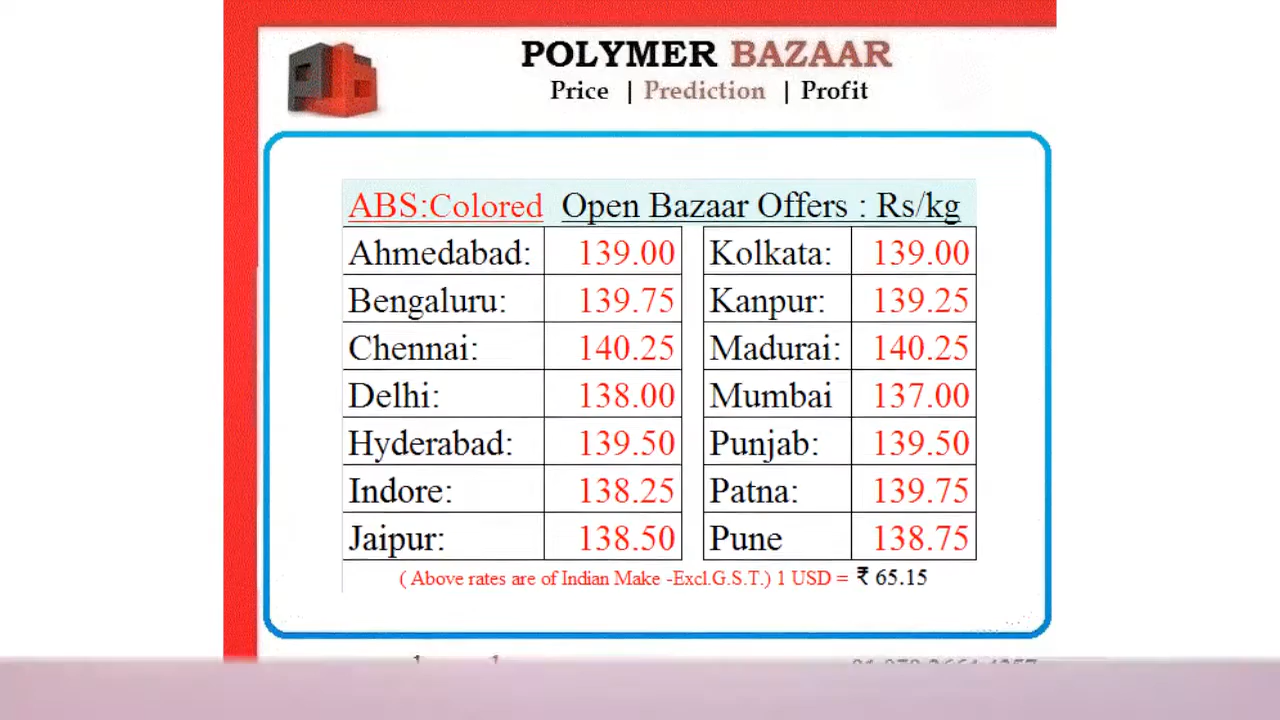 POLYMER BAZAAR
Price | Prediction | Profit
ABS:Colored Open Bazaar Offers : Rs/kg
Ahmedabad: 139.00 Kolkata: 139.00
Bengaluru: 139.75 Kanpur: 139.25
Chennai: 140.25 Madurai: 140.25
Delhi: 138.00 Mumbai 137.00
Hyderabad: 139.50 Punjab: 139.50
Indore: 138.25 Patna: 139.75
Jaipur: 138.50 Pune 138.75
( Above rates are of Indian Make -Excl.G.S.T.) 1 USD = ₹ 65.15